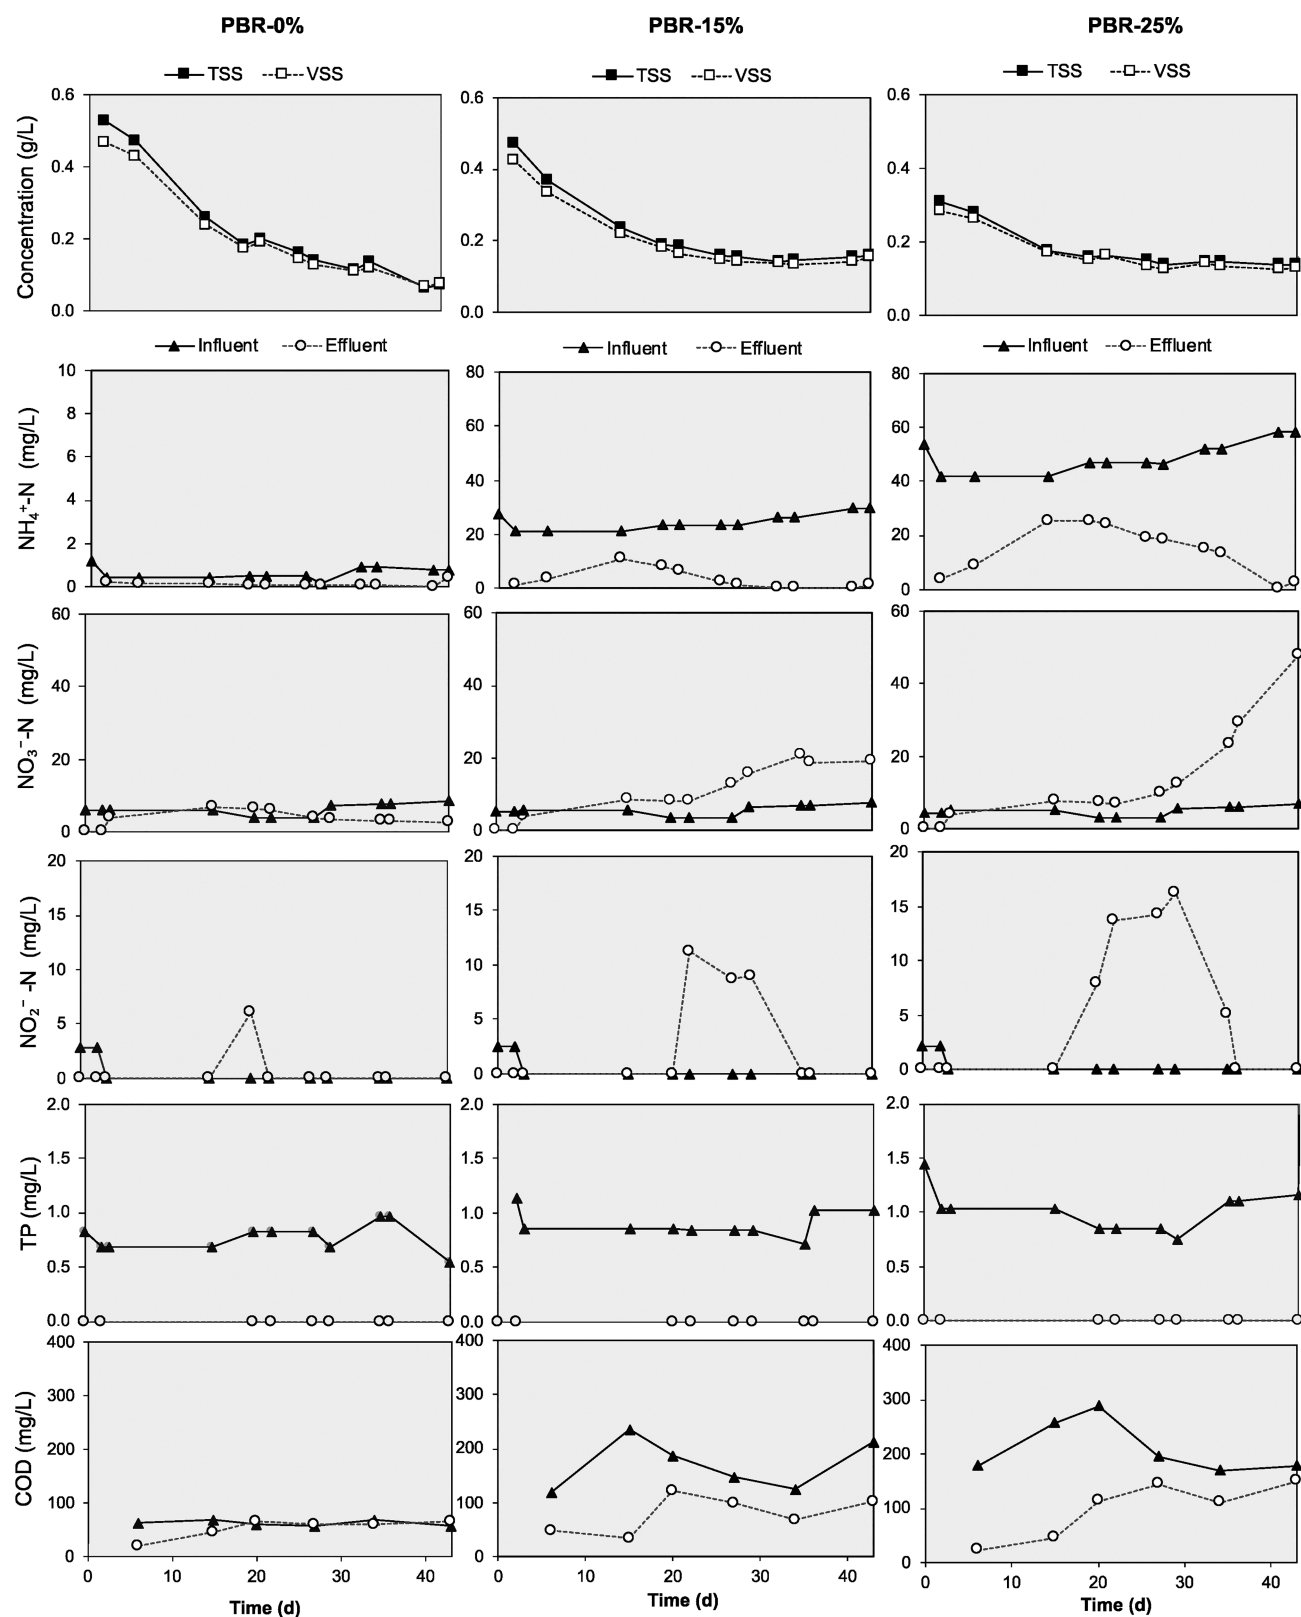 PBR-0% PBR-15% PBR-25%
TSS VSS TSS VSS TSS VSS
Concentration (g/L)
0.6 0.4 0.2 0.0
0.6 0.4 0.2 0.0
0.6 0.4 0.2 0.0
Influent Effluent Influent Effluent Influent Effluent
NH₄⁺-N (mg/L)
10 8 6 4 2 0
80 60 40 20 0
80 60 40 20 0
NO₃⁻-N (mg/L)
60 40 20 0
60 40 20 0
60 40 20 0
NO₂⁻-N (mg/L)
20 15 10 5 0
20 15 10 5 0
20 15 10 5 0
TP (mg/L)
2.0 1.5 1.0 0.5 0.0
2.0 1.5 1.0 0.5 0.0
2.0 1.5 1.0 0.5 0.0
COD (mg/L)
400 300 200 100 0
400 300 200 100 0
400 300 200 100 0
0 10 20 30 40 0 10 20 30 40 0 10 20 30 40
Time (d) Time (d) Time (d)